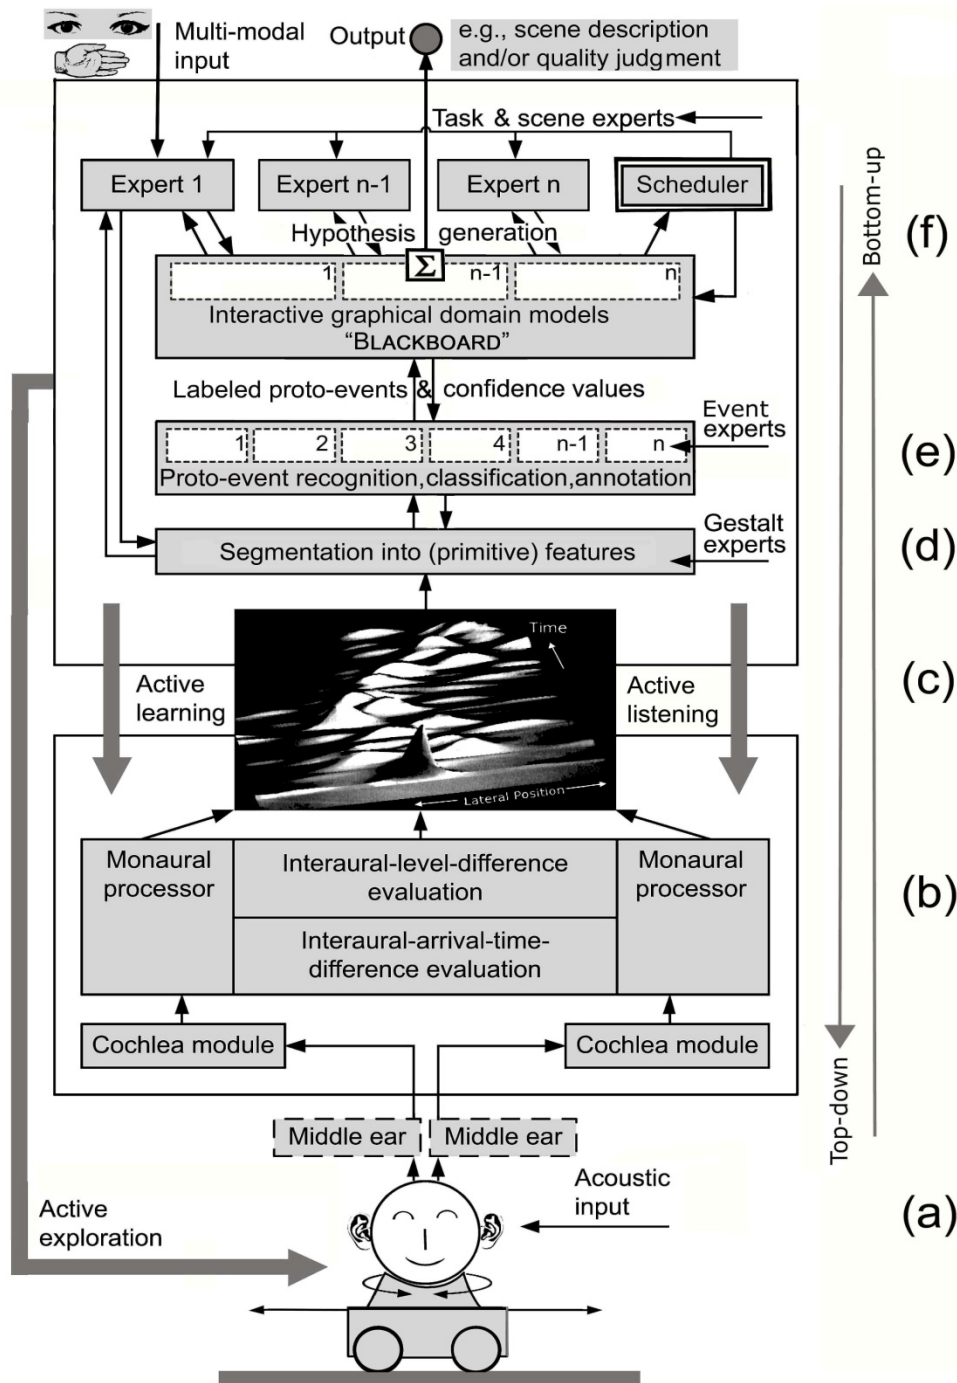 Multi-modal
input
Output
e.g., scene description
and/or quality judgment
Task & scene experts
Expert 1
Expert n-1
Expert n
Scheduler
Hypothesis generation
Σ
1
n-1
n
Interactive graphical domain models
“BLACKBOARD”
Labeled proto-events & confidence values
Event
experts
1
2
3
4
n-1
n
Proto-event recognition,classification,annotation
Gestalt
experts
Segmentation into (primitive) features
Time
Active
learning
Active
listening
Lateral Position
Monaural
processor
Interaural-level-difference
evaluation
Interaural-arrival-time-
difference evaluation
Monaural
processor
Cochlea module
Cochlea module
Middle ear
Middle ear
Acoustic
input
Active
exploration
Bottom-up
Top-down
(f)
(e)
(d)
(c)
(b)
(a)